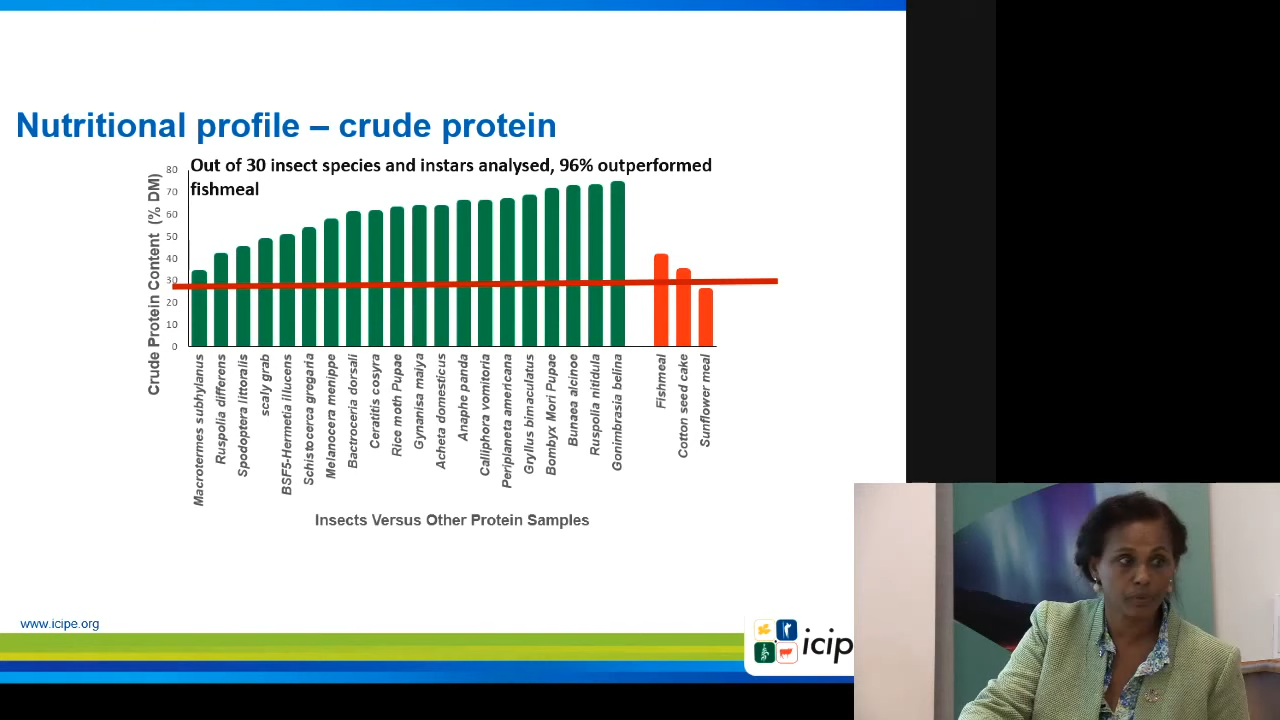 Nutritional profile – crude protein
Out of 30 insect species and instars analysed, 96% outperformed
fishmeal
Crude Protein Content (% DM)
80
70
60
50
40
30
20
10
0
Macrotermes subhylanus
Ruspolia differens
Spodoptera littoralis
scaly grab
BSF5-Hermetia illucens
Schistocerca gregaria
Melanocera menippe
Bactroceria dorsali
Ceratitis cosyra
Rice moth Pupae
Gynanisa maiya
Acheta domesticus
Anaphe panda
Calliphora vomitoria
Periplaneta americana
Gryllus bimaculatus
Bombyx Mori Pupae
Bunaea alcinoe
Ruspolia nitidula
Gonimbrasia belina
Fishmeal
Cotton seed cake
Sunflower meal
Insects Versus Other Protein Samples
www.icipe.org
icip